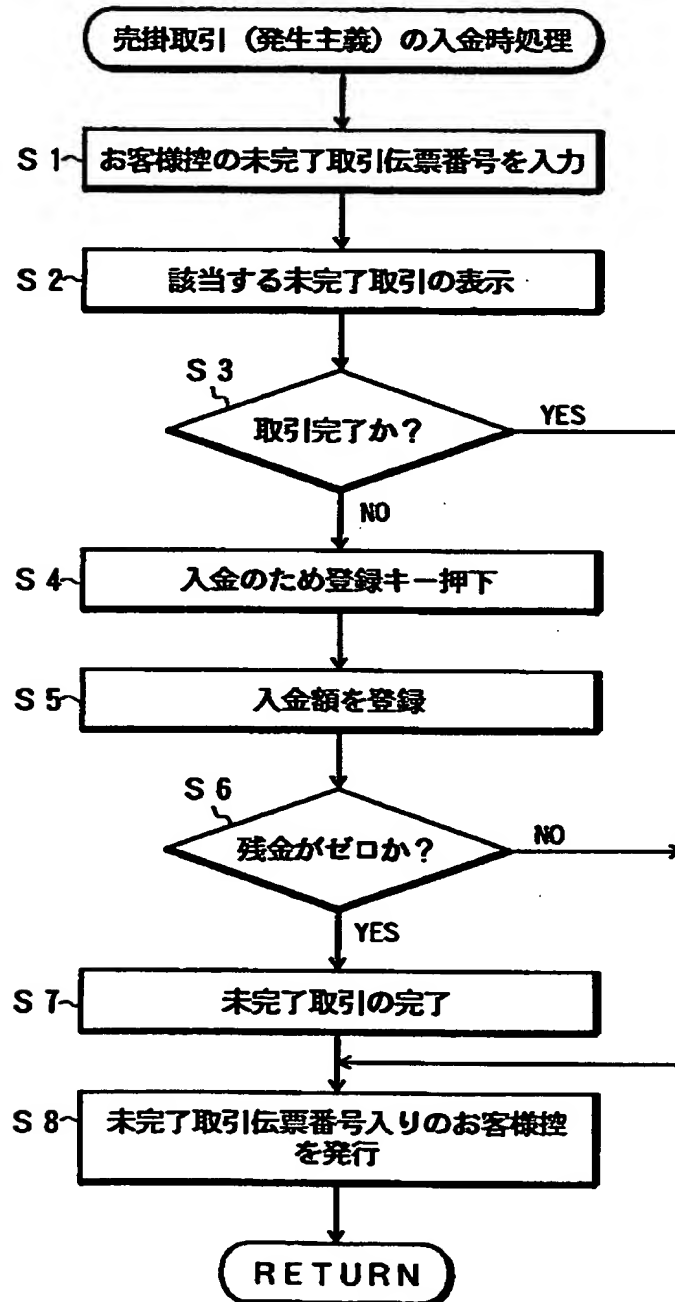 売掛取引（発生主義）の入金時処理
S1 お客様控の未完了取引伝票番号を入力
S2 該当する未完了取引の表示
S3
取引完了か？ YES
NO
S4 入金のため登録キー押下
S5 入金額を登録
S6
残金がゼロか？ NO
YES
S7 未完了取引の完了
S8 未完了取引伝票番号入りのお客様控
を発行
RETURN